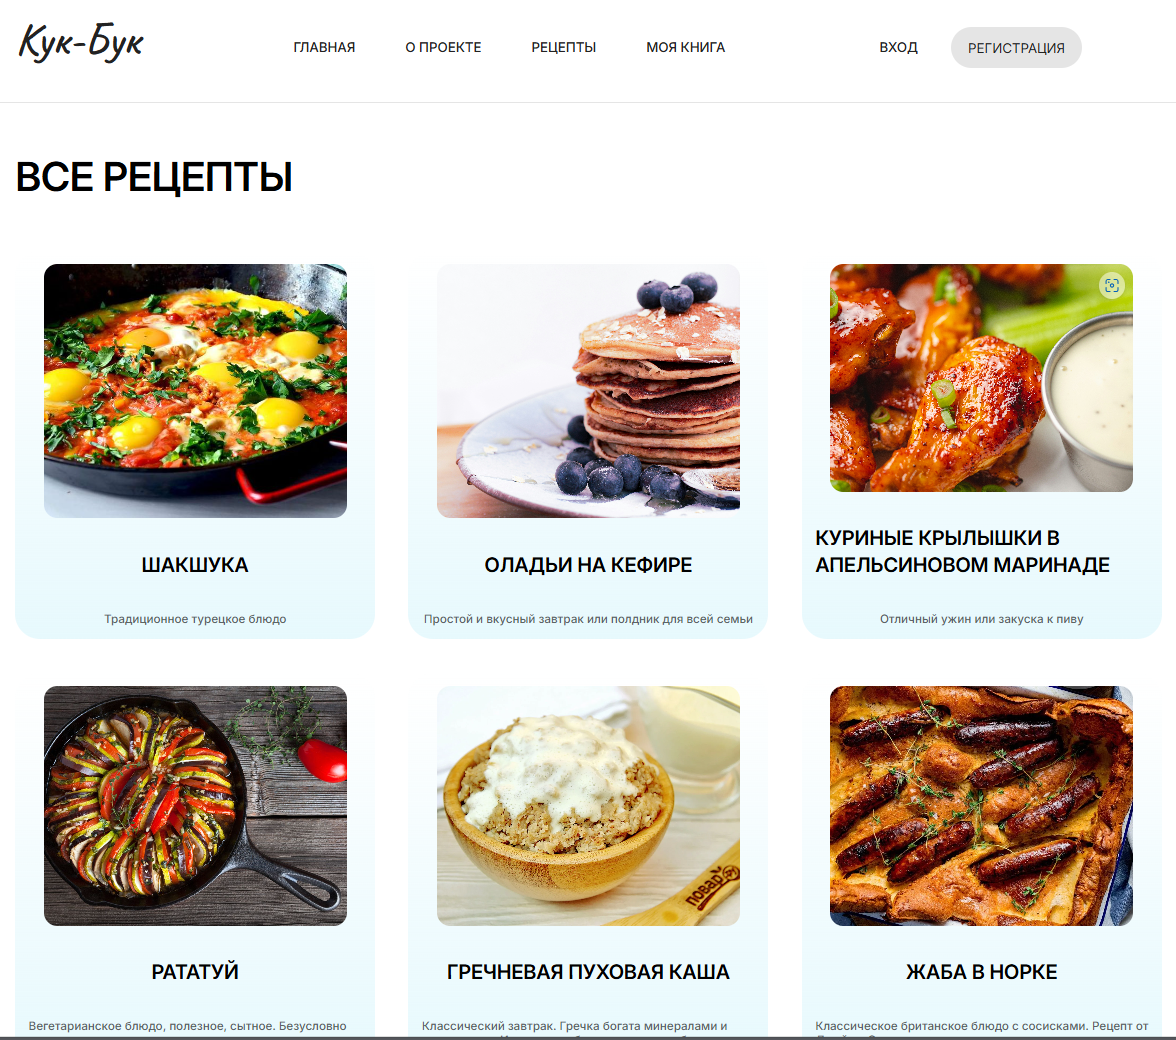 Кук-Бук
ГЛАВНАЯ
О ПРОЕКТЕ
РЕЦЕПТЫ
МОЯ КНИГА
ВХОД
РЕГИСТРАЦИЯ
ВСЕ РЕЦЕПТЫ
ШАКШУКА
Традиционное турецкое блюдо
ОЛАДЬИ НА КЕФИРЕ
Простой и вкусный завтрак или полдник для всей семьи
КУРИНЫЕ КРЫЛЫШКИ В
АПЕЛЬСИНОВОМ МАРИНАДЕ
Отличный ужин или закуска к пиву
РАТАТУЙ
Вегетарианское блюдо, полезное, сытное. Безусловно
повар
ГРЕЧНЕВАЯ ПУХОВАЯ КАША
Классический завтрак. Гречка богата минералами и
ЖАБА В НОРКЕ
Классическое британское блюдо с сосисками. Рецепт от